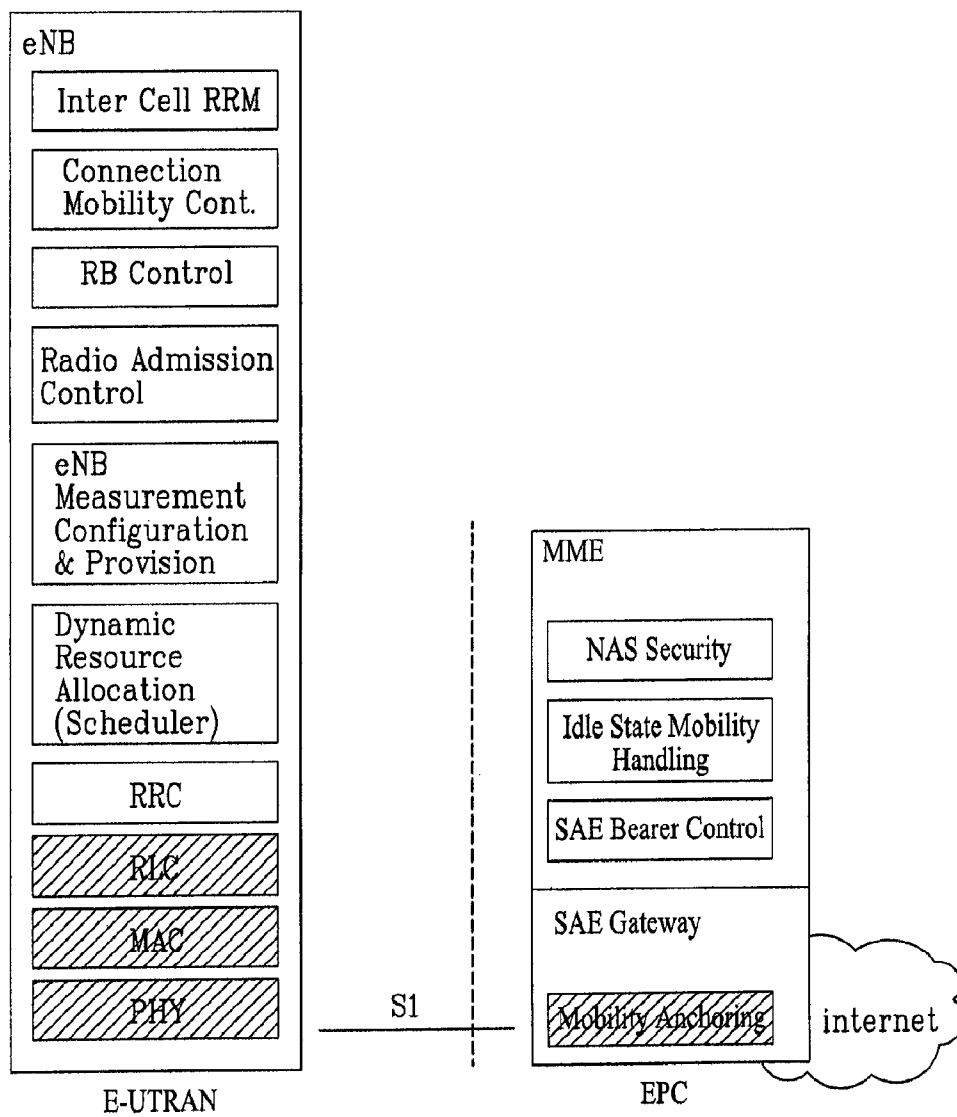 eNB
Inter Cell RRM
Connection
Mobility Cont.
RB Control
Radio Admission
Control
eNB
Measurement
Configuration
& Provision
Dynamic
Resource
Allocation
(Scheduler)
RRC
RLC
MAC
PHY
E-UTRAN
S1
MME
NAS Security
Idle State Mobility
Handling
SAE Bearer Control
SAE Gateway
Mobility Anchoring
EPC
internet